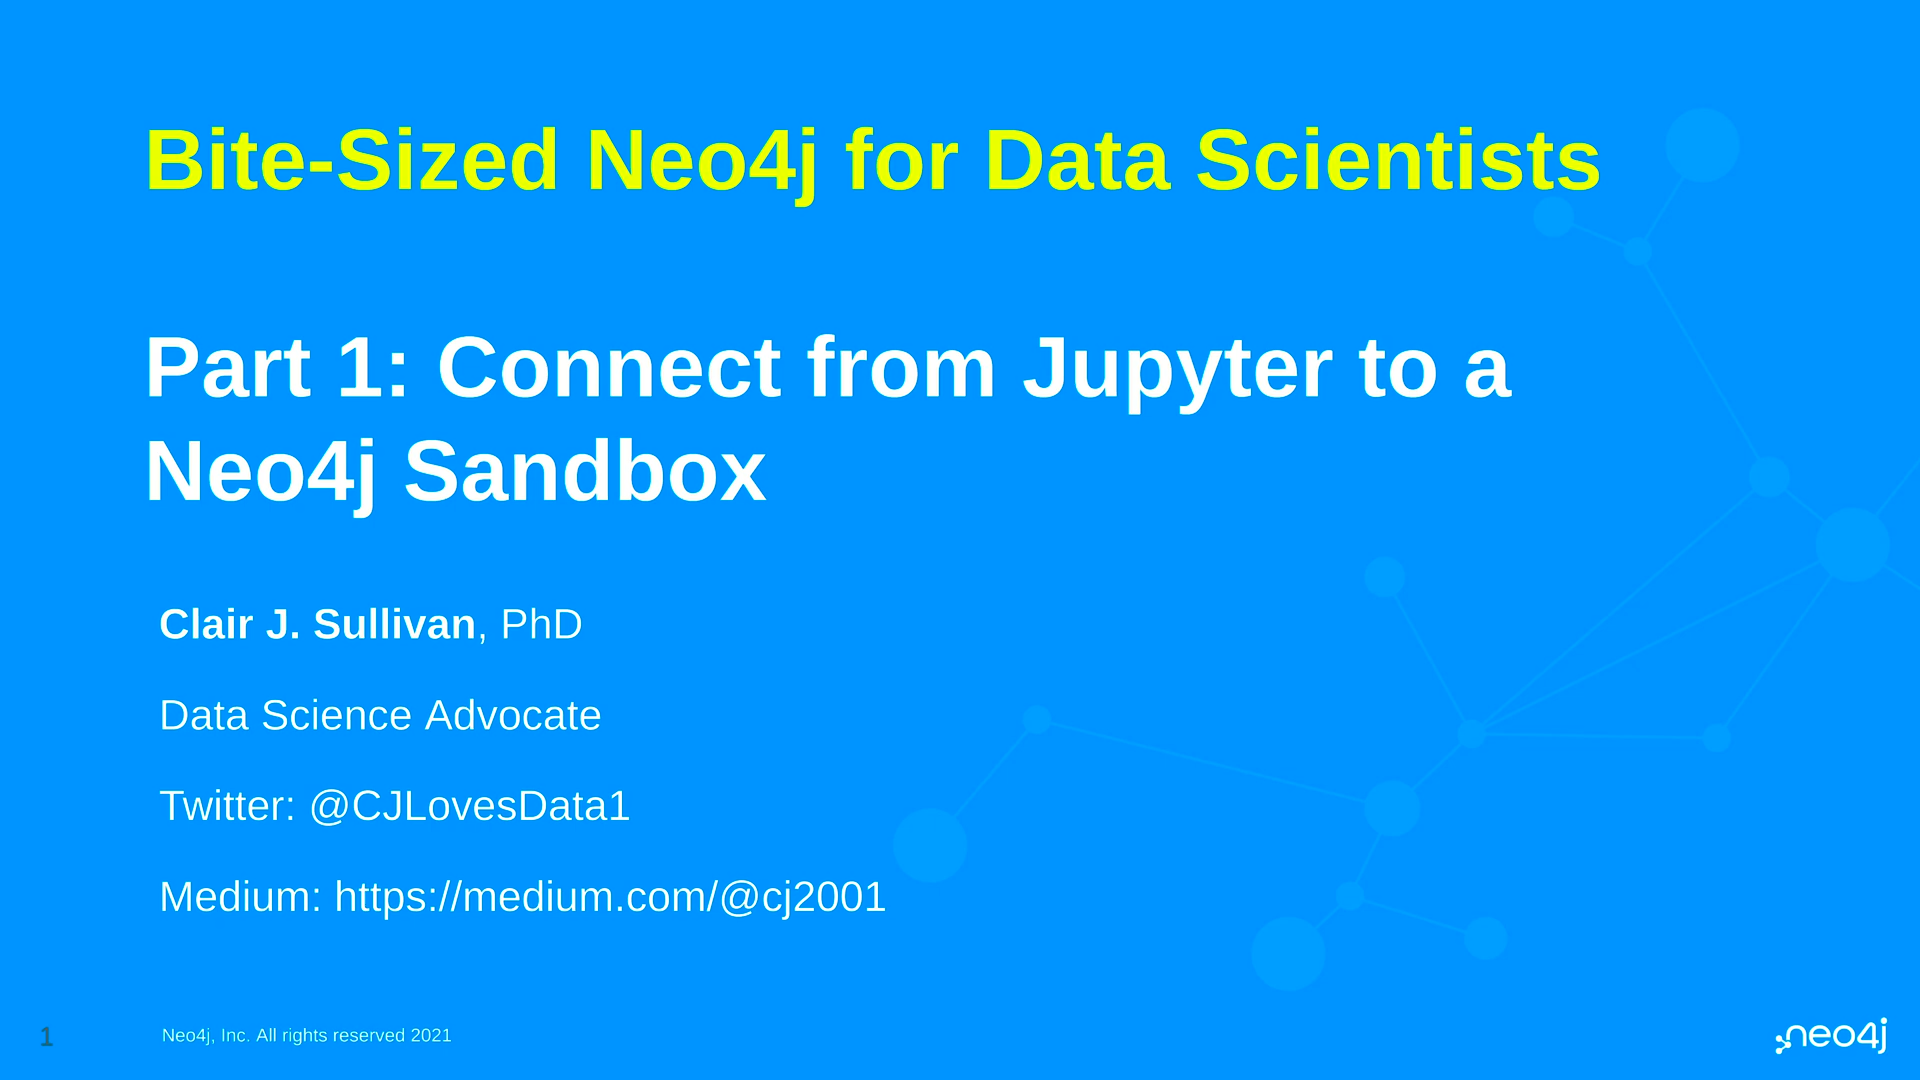 Bite-Sized Neo4j for Data Scientists
Part 1: Connect from Jupyter to a
Neo4j Sandbox
Clair J. Sullivan, PhD
Data Science Advocate
Twitter: @CJLovesData1
Medium: https://medium.com/@cj2001
1
Neo4j, Inc. All rights reserved 2021
neo4j